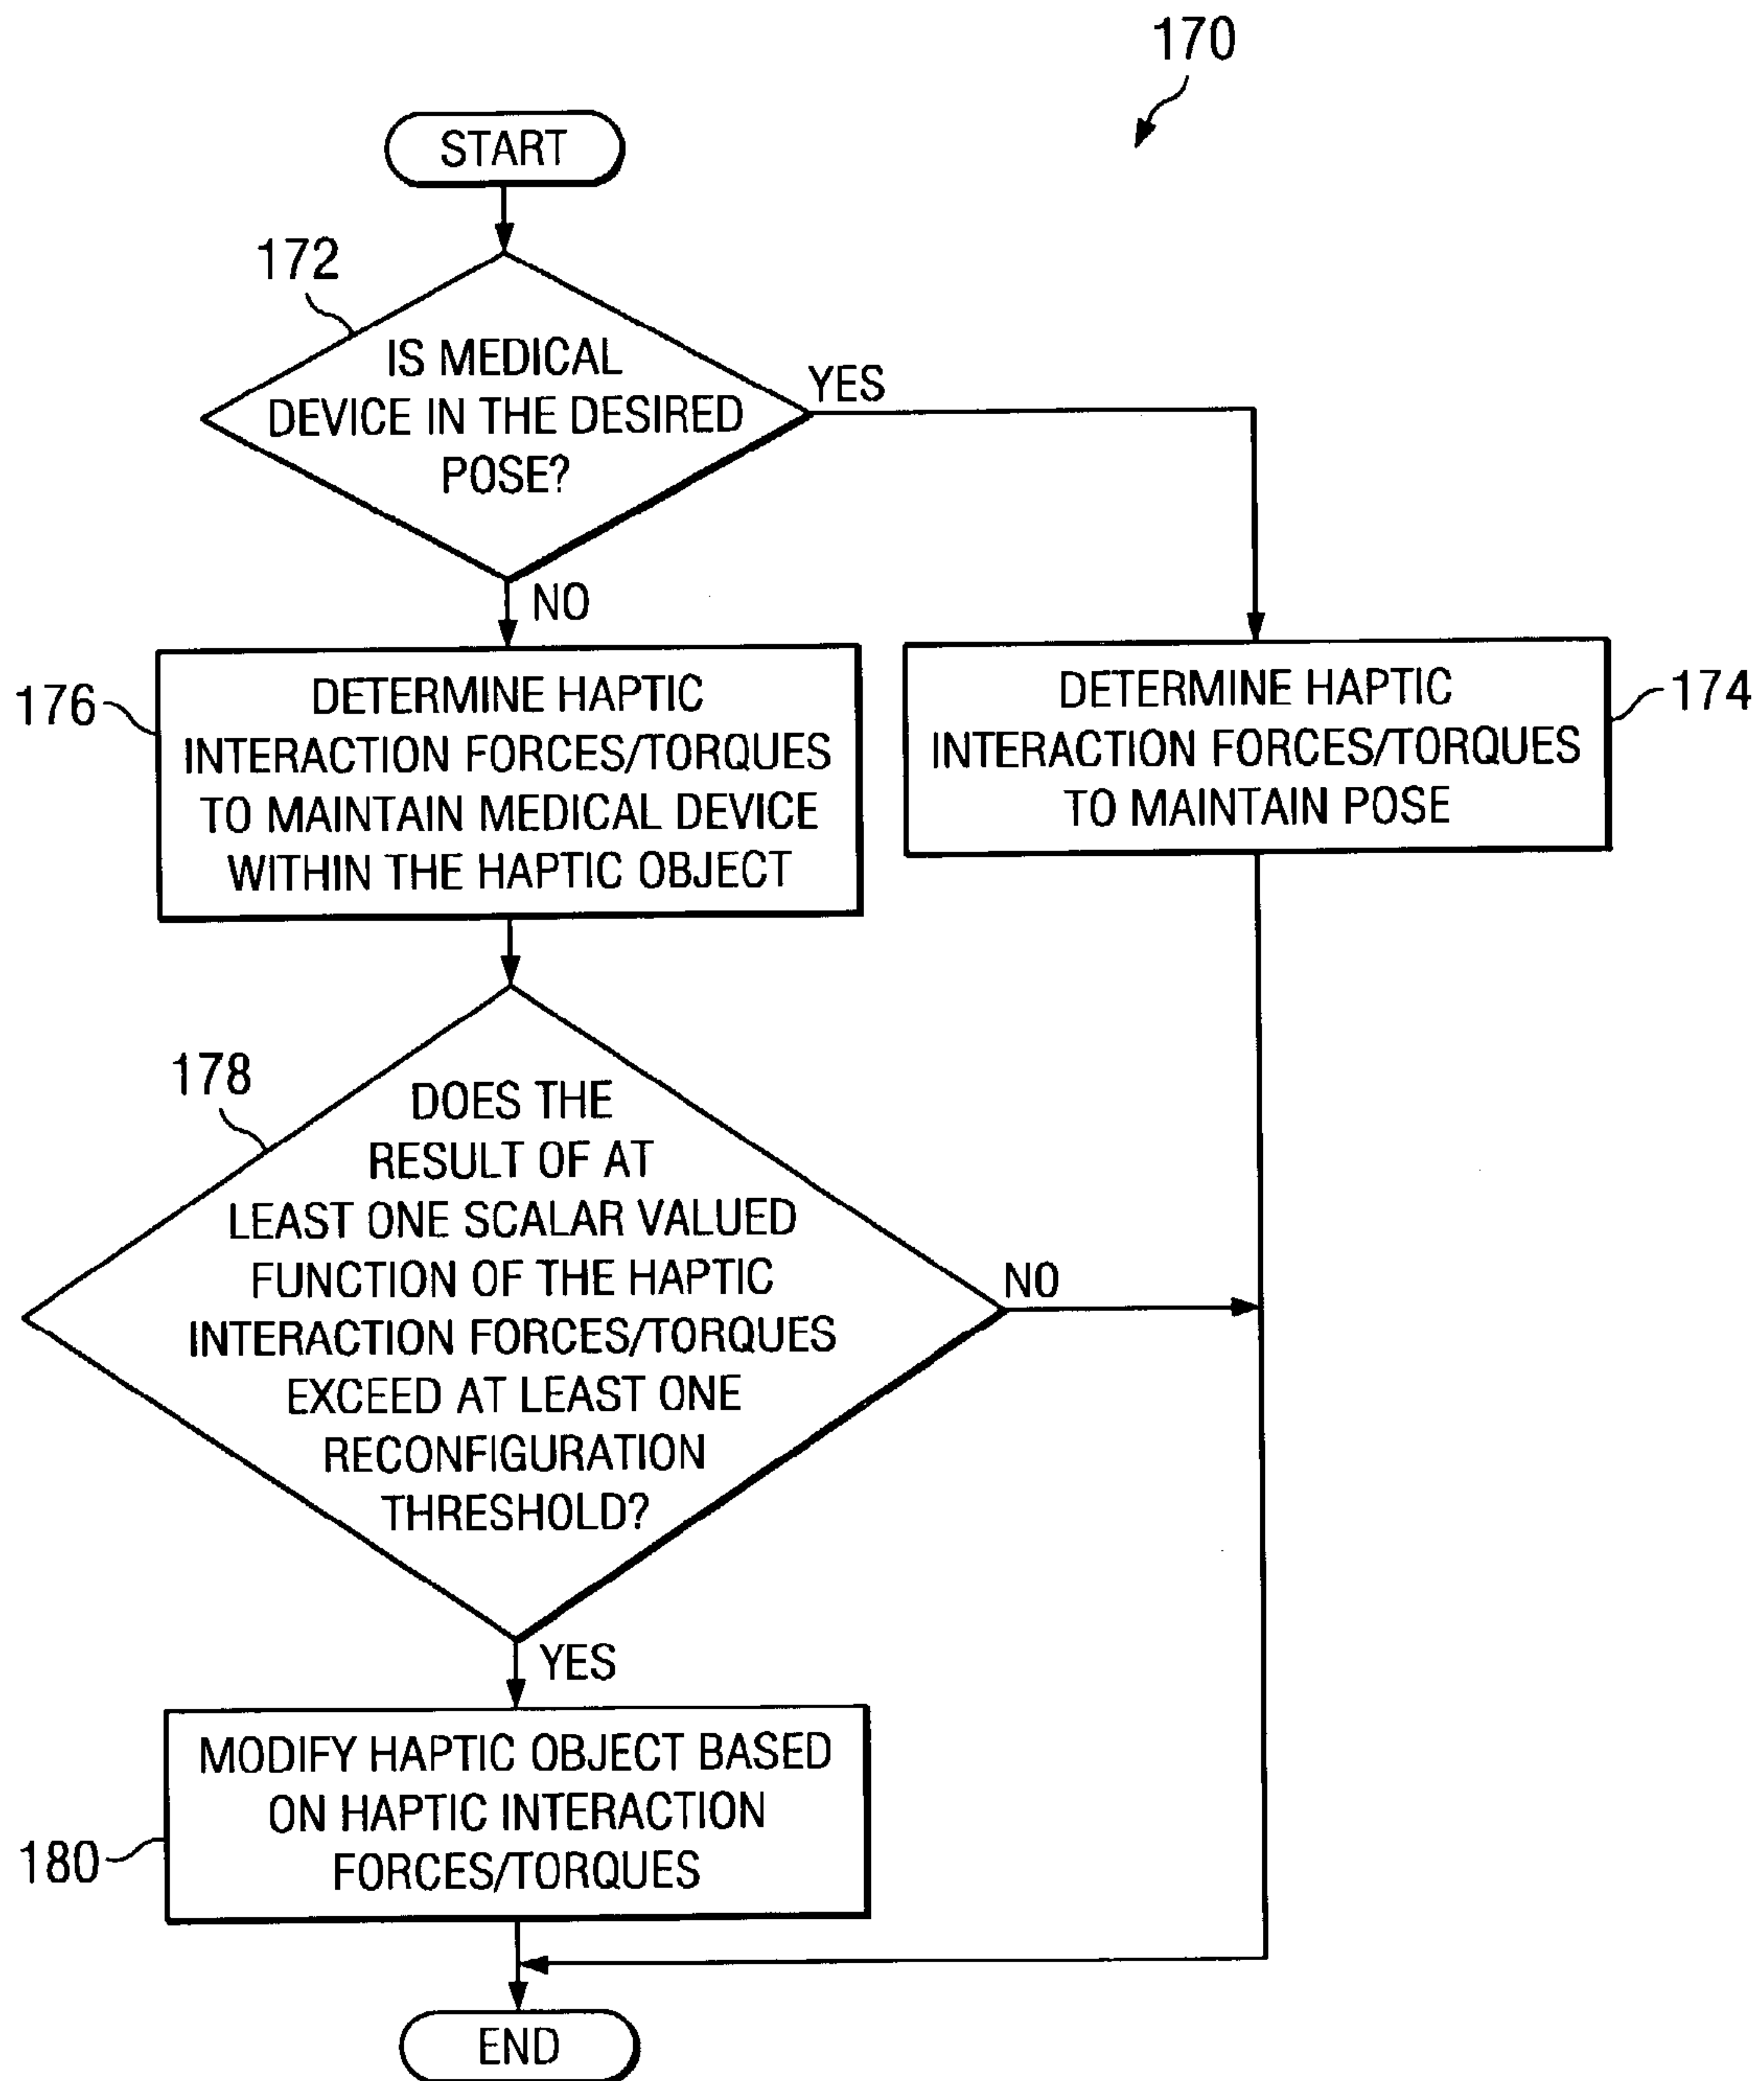 170
START
172
IS MEDICAL
DEVICE IN THE DESIRED
POSE?
YES
NO
176
DETERMINE HAPTIC
INTERACTION FORCES/TORQUES
TO MAINTAIN MEDICAL DEVICE
WITHIN THE HAPTIC OBJECT
DETERMINE HAPTIC
INTERACTION FORCES/TORQUES
TO MAINTAIN POSE
174
178
DOES THE
RESULT OF AT
LEAST ONE SCALAR VALUED
FUNCTION OF THE HAPTIC
INTERACTION FORCES/TORQUES
EXCEED AT LEAST ONE
RECONFIGURATION
THRESHOLD?
NO
YES
MODIFY HAPTIC OBJECT BASED
ON HAPTIC INTERACTION
FORCES/TORQUES
180
END